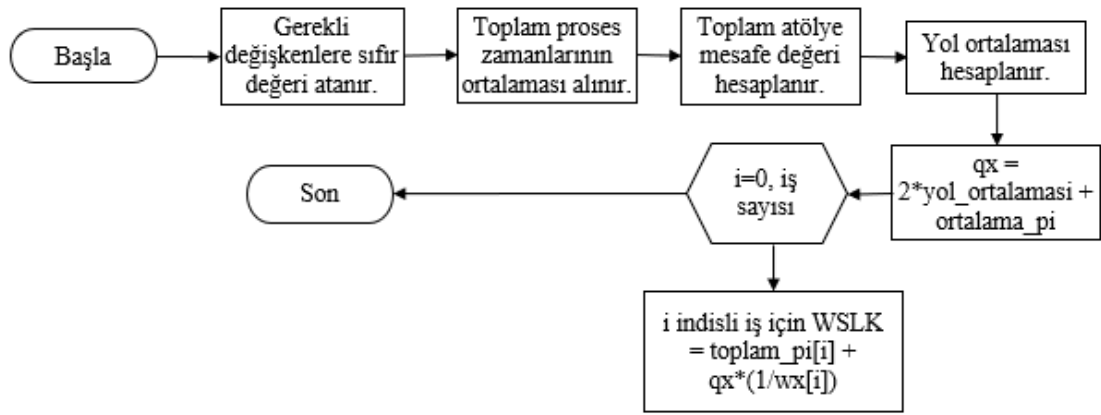 Başla
Gerekli
değişkenlere sıfır
değeri atanır.
Toplam proses
zamanlarının
ortalaması alınır.
Toplam atölye
mesafe değeri
hesaplanır.
Yol ortalaması
hesaplanır.
qx =
2*yol_ortalamasi +
ortalama_pi
i=0, iş
sayısı
Son
i indisli iş için WSLK
= toplam_pi[i] +
qx*(1/wx[i])